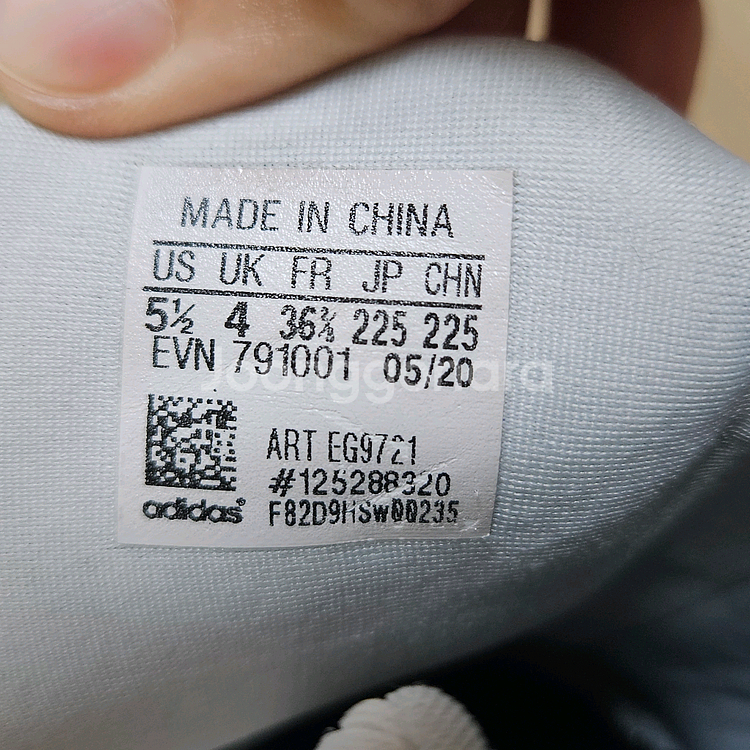 MADE IN CHINA
US UK FR JP CHN
5½ 4 36⅔ 225 225
EVN 791001 05/20
Joonggonara
ART EG9721
#125288320
adidas®
F82D9HSW00235